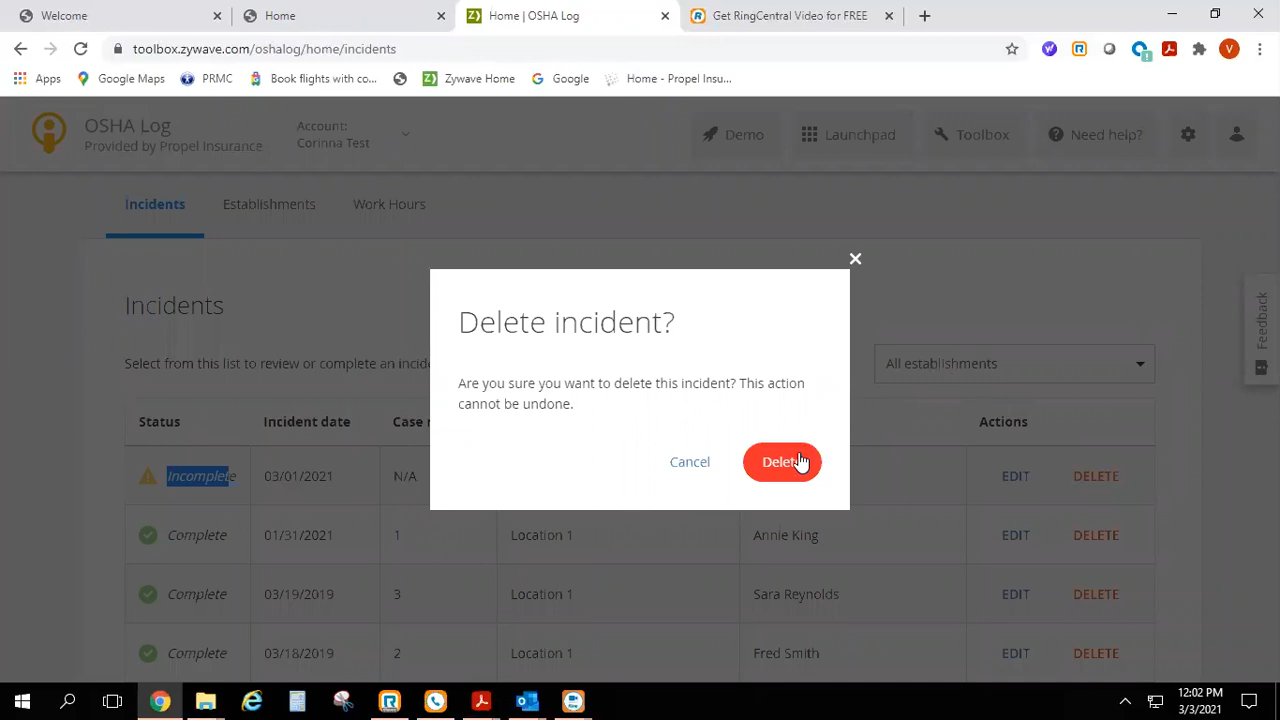 Welcome
Home
Home | OSHA Log
Get RingCentral Video for FREE
toolbox.zywave.com/oshalog/home/incidents
V
Apps
Google Maps
PRMC
Book flights with co...
Zywave Home
Google
Home - Propel Insu...
OSHA Log
Provided by Propel Insurance
Account:
Corinna Test
Demo
Launchpad
Toolbox
Need help?
Incidents
Establishments
Work Hours
Feedback
Incidents
Select from this list to review or complete an
All establishments
Status
Incident date
Case
Actions
Incomplete
03/01/2021
N/A
EDIT
DELETE
Complete
01/31/2021
1
Location 1
Annie King
EDIT
DELETE
Complete
03/19/2019
3
Location 1
Sara Reynolds
EDIT
DELETE
Complete
03/18/2019
2
Location 1
Fred Smith
EDIT
DELETE
Delete incident?
Are you sure you want to delete this incident? This action
cannot be undone.
Cancel
Delete
12:02 PM
3/3/2021